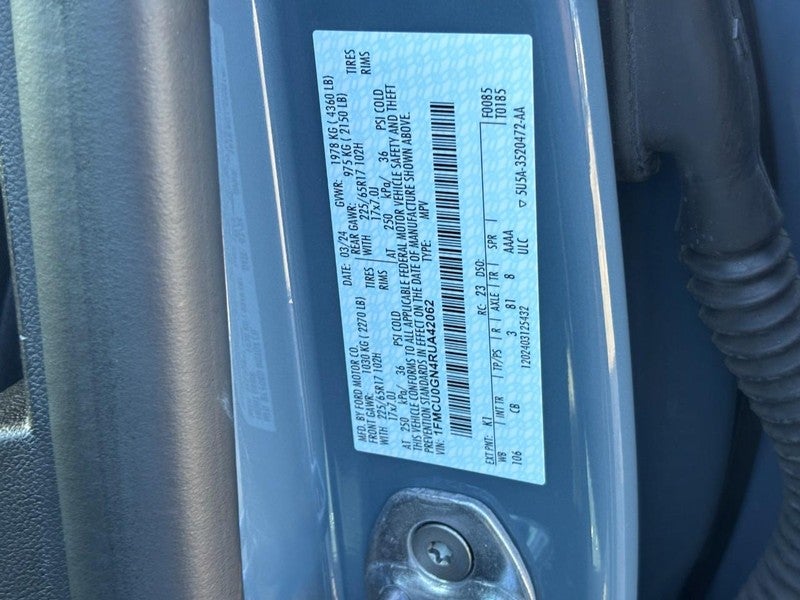 MFD. BY FORD MOTOR CO. DATE: 03/24 GVWR: 1978 KG ( 4360 LB)
FRONT GAWR: 1030 KG ( 2270 LB) REAR GAWR: 975 KG ( 2150 LB)
WITH 225/65R17 102H TIRES WITH 225/65R17 102H TIRES
17x7.0J RIMS 17x7.0J RIMS
AT 250 kPa/ 36 PSI COLD AT 250 kPa/ 36 PSI COLD
THIS VEHICLE CONFORMS TO ALL APPLICABLE FEDERAL MOTOR VEHICLE SAFETY AND THEFT
PREVENTION STANDARDS IN EFFECT ON THE DATE OF MANUFACTURE SHOWN ABOVE.
VIN: 1FMCU0GN4RUA42062 TYPE: MPV
F0085
EXT PNT: K1 RC: 23 DSO: T0185
WB INT TR TP/PS R AXLE TR SPR
106 CB 3 81 8 AAAA
1202403125432 ULC ▽ 5U5A-3520472-AA